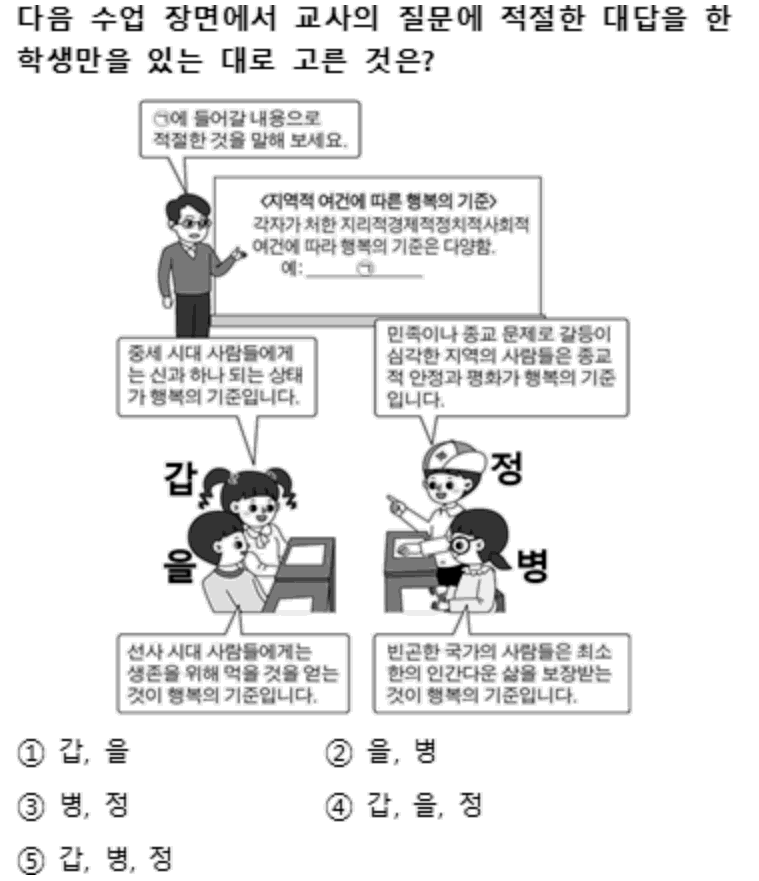 다음 수업 장면에서 교사의 질문에 적절한 대답을 한
학생만을 있는 대로 고른 것은?
㉠에 들어갈 내용으로
적절한 것을 말해 보세요.
<지역적 여건에 따른 행복의 기준>
각자가 처한 지리적경제적정치적사회적
여건에 따라 행복의 기준은 다양함.
예: ㉠
중세 시대 사람들에게
는 신과 하나 되는 상태
가 행복의 기준입니다.
민족이나 종교 문제로 갈등이
심각한 지역의 사람들은 종교
적 안정과 평화가 행복의 기준
입니다.
갑
정
을
병
선사 시대 사람들에게는
생존을 위해 먹을 것을 얻는
것이 행복의 기준입니다.
빈곤한 국가의 사람들은 최소
한의 인간다운 삶을 보장받는
것이 행복의 기준입니다.
① 갑, 을
② 을, 병
③ 병, 정
④ 갑, 을, 정
⑤ 갑, 병, 정